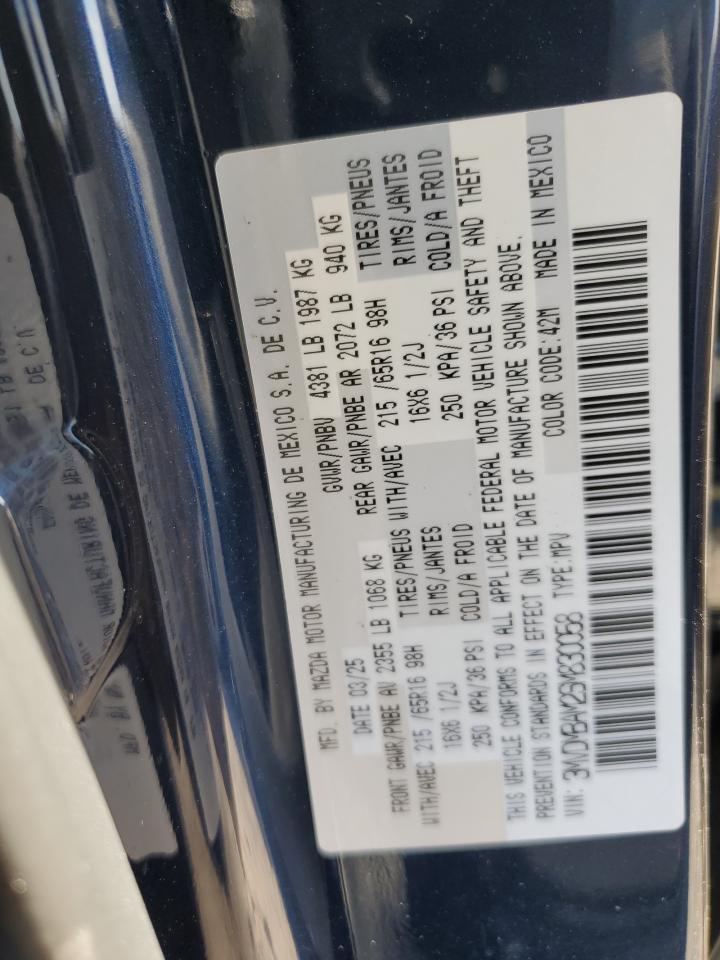 MFD. BY MAZDA MOTOR MANUFACTURING DE MEXICO S.A. DE C.V.
DATE 03/25 GVWR/PNBV 4381 LB 1987 KG
FRONT GAWR/PNBE AV 2355 LB 1068 KG REAR GAWR/PNBE AR 2072 LB 940 KG
WITH/AVEC 215 /65R16 98H TIRES/PNEUS WITH/AVEC 215 /65R16 98H TIRES/PNEUS
16X6 1/2J RIMS/JANTES 16X6 1/2J RIMS/JANTES
250 KPA/36 PSI COLD/A FROID 250 KPA/36 PSI COLD/A FROID
THIS VEHICLE CONFORMS TO ALL APPLICABLE FEDERAL MOTOR VEHICLE SAFETY AND THEFT
PREVENTION STANDARDS IN EFFECT ON THE DATE OF MANUFACTURE SHOWN ABOVE.
VIN: TYPE:MPV COLOR CODE:42M MADE IN MEXICO